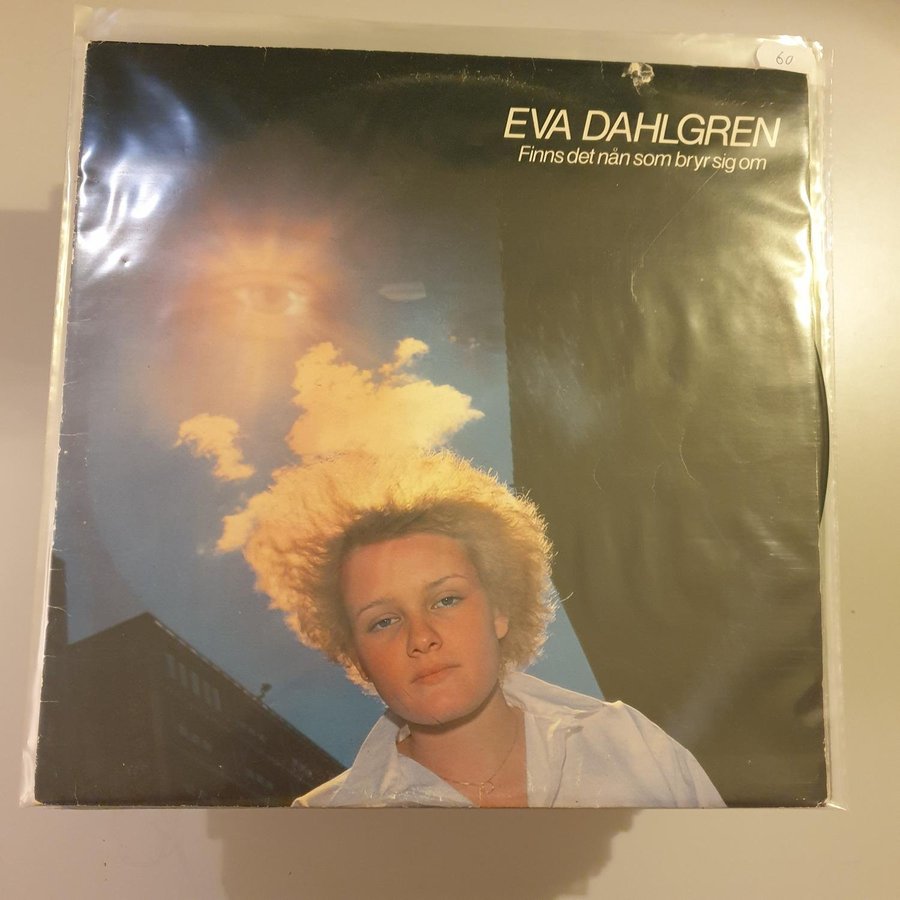 60
EVA DAHLGREN
Finns det nån som bryr sig om